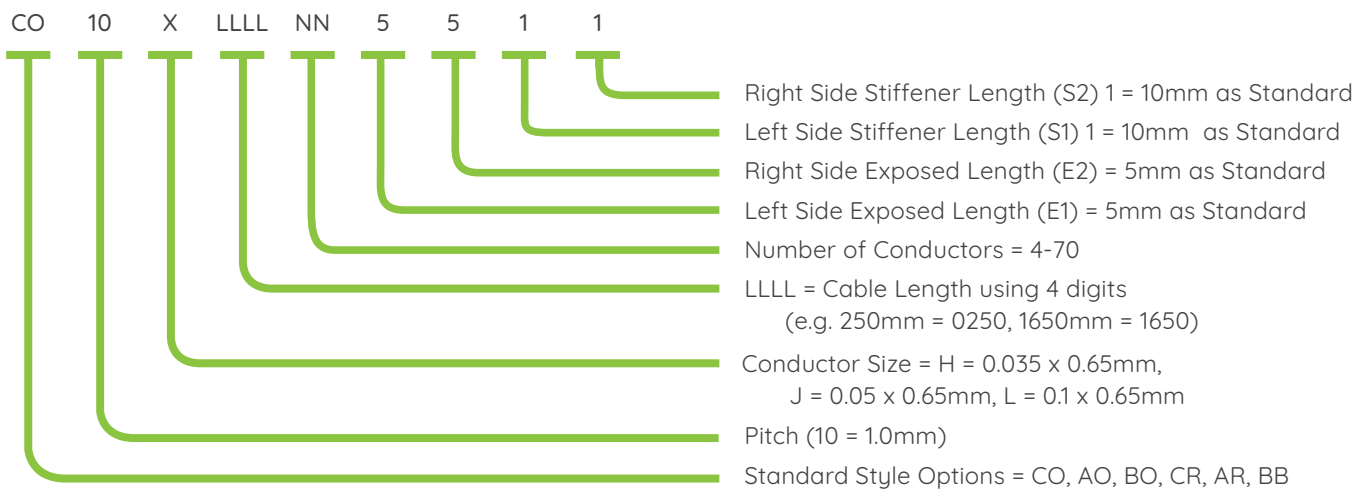 CO 10 X LLLL NN 5 5 1 1
Right Side Stiffener Length (S2) 1 = 10mm as Standard
Left Side Stiffener Length (S1) 1 = 10mm as Standard
Right Side Exposed Length (E2) = 5mm as Standard
Left Side Exposed Length (E1) = 5mm as Standard
Number of Conductors = 4-70
LLLL = Cable Length using 4 digits
(e.g. 250mm = 0250, 1650mm = 1650)
Conductor Size = H = 0.035 x 0.65mm,
J = 0.05 x 0.65mm, L = 0.1 x 0.65mm
Pitch (10 = 1.0mm)
Standard Style Options = CO, AO, BO, CR, AR, BB